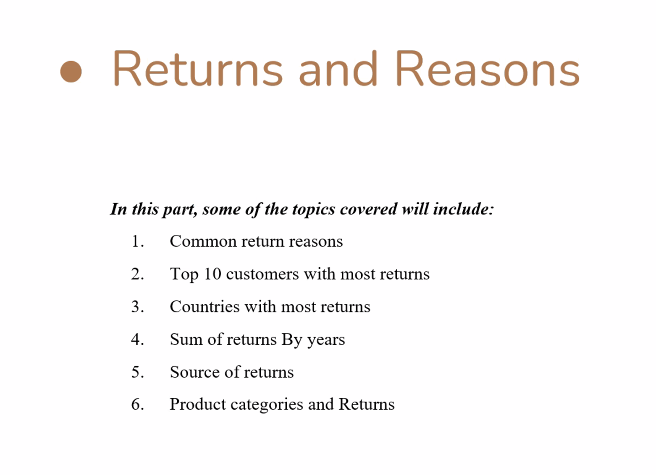 ● Returns and Reasons
In this part, some of the topics covered will include:
1. Common return reasons
2. Top 10 customers with most returns
3. Countries with most returns
4. Sum of returns By years
5. Source of returns
6. Product categories and Returns